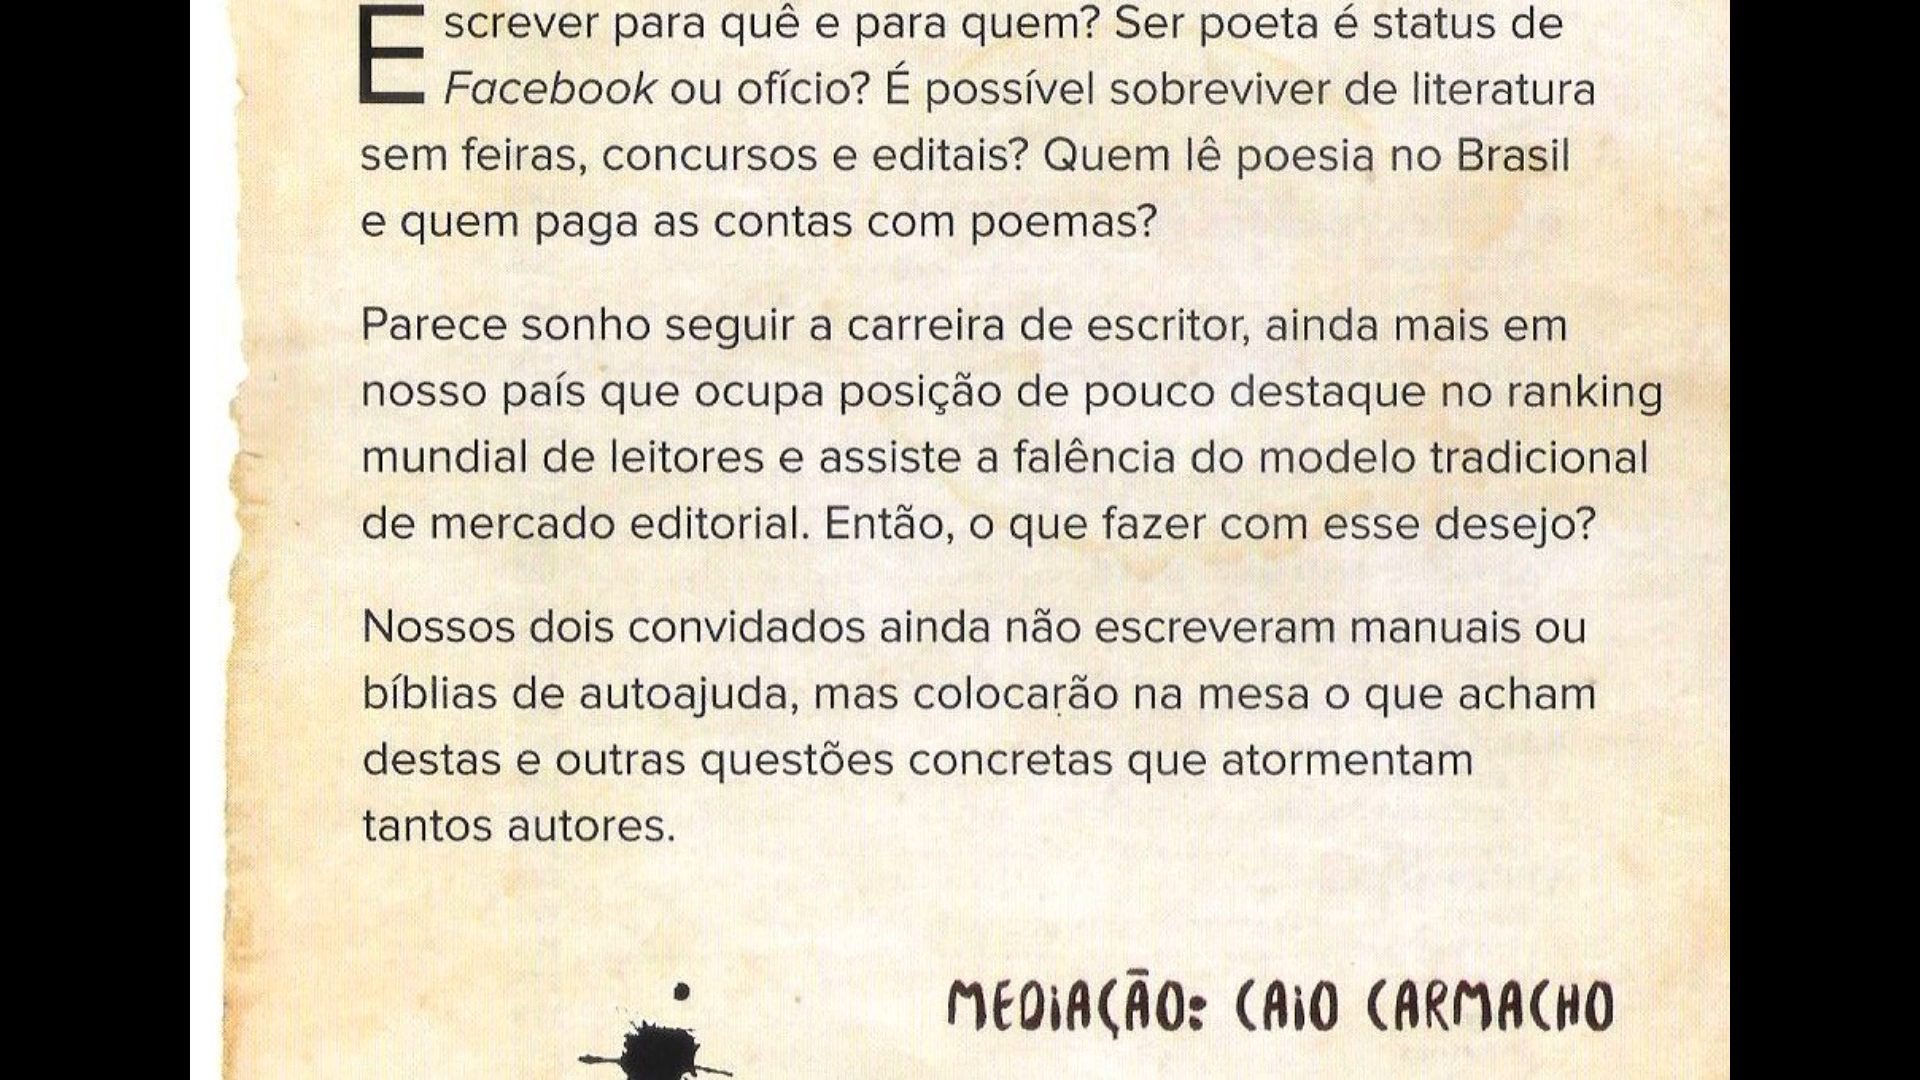 Escrever para quê e para quem? Ser poeta é status de
Facebook ou ofício? É possível sobreviver de literatura
sem feiras, concursos e editais? Quem lê poesia no Brasil
e quem paga as contas com poemas?
Parece sonho seguir a carreira de escritor, ainda mais em
nosso país que ocupa posição de pouco destaque no ranking
mundial de leitores e assiste a falência do modelo tradicional
de mercado editorial. Então, o que fazer com esse desejo?
Nossos dois convidados ainda não escreveram manuais ou
bíblias de autoajuda, mas colocarão na mesa o que acham
destas e outras questões concretas que atormentam
tantos autores.
MEDiAÇÃO: CAiO CARMACHO